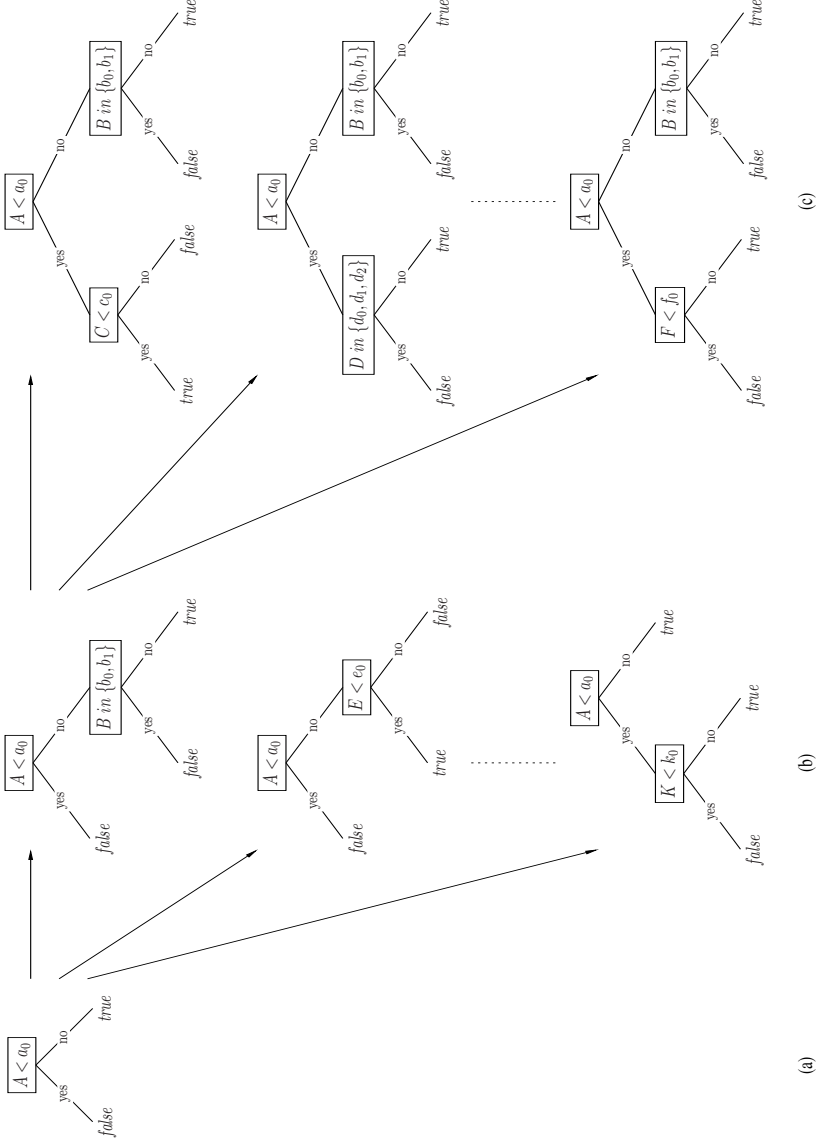 A < a₀
yes
no
false
true
(a)
A < a₀
yes
no
false
B in {b₀, b₁}
yes
no
false
true
A < a₀
yes
no
false
E < e₀
yes
no
true
false
A < a₀
yes
no
K < k₀
true
yes
no
false
true
(b)
A < a₀
yes
no
C < c₀
B in {b₀, b₁}
yes
no
yes
no
true
false
false
true
A < a₀
yes
no
D in {d₀, d₁, d₂}
B in {b₀, b₁}
yes
no
yes
no
false
true
false
true
A < a₀
yes
no
F < f₀
B in {b₀, b₁}
yes
no
yes
no
false
true
false
true
(c)